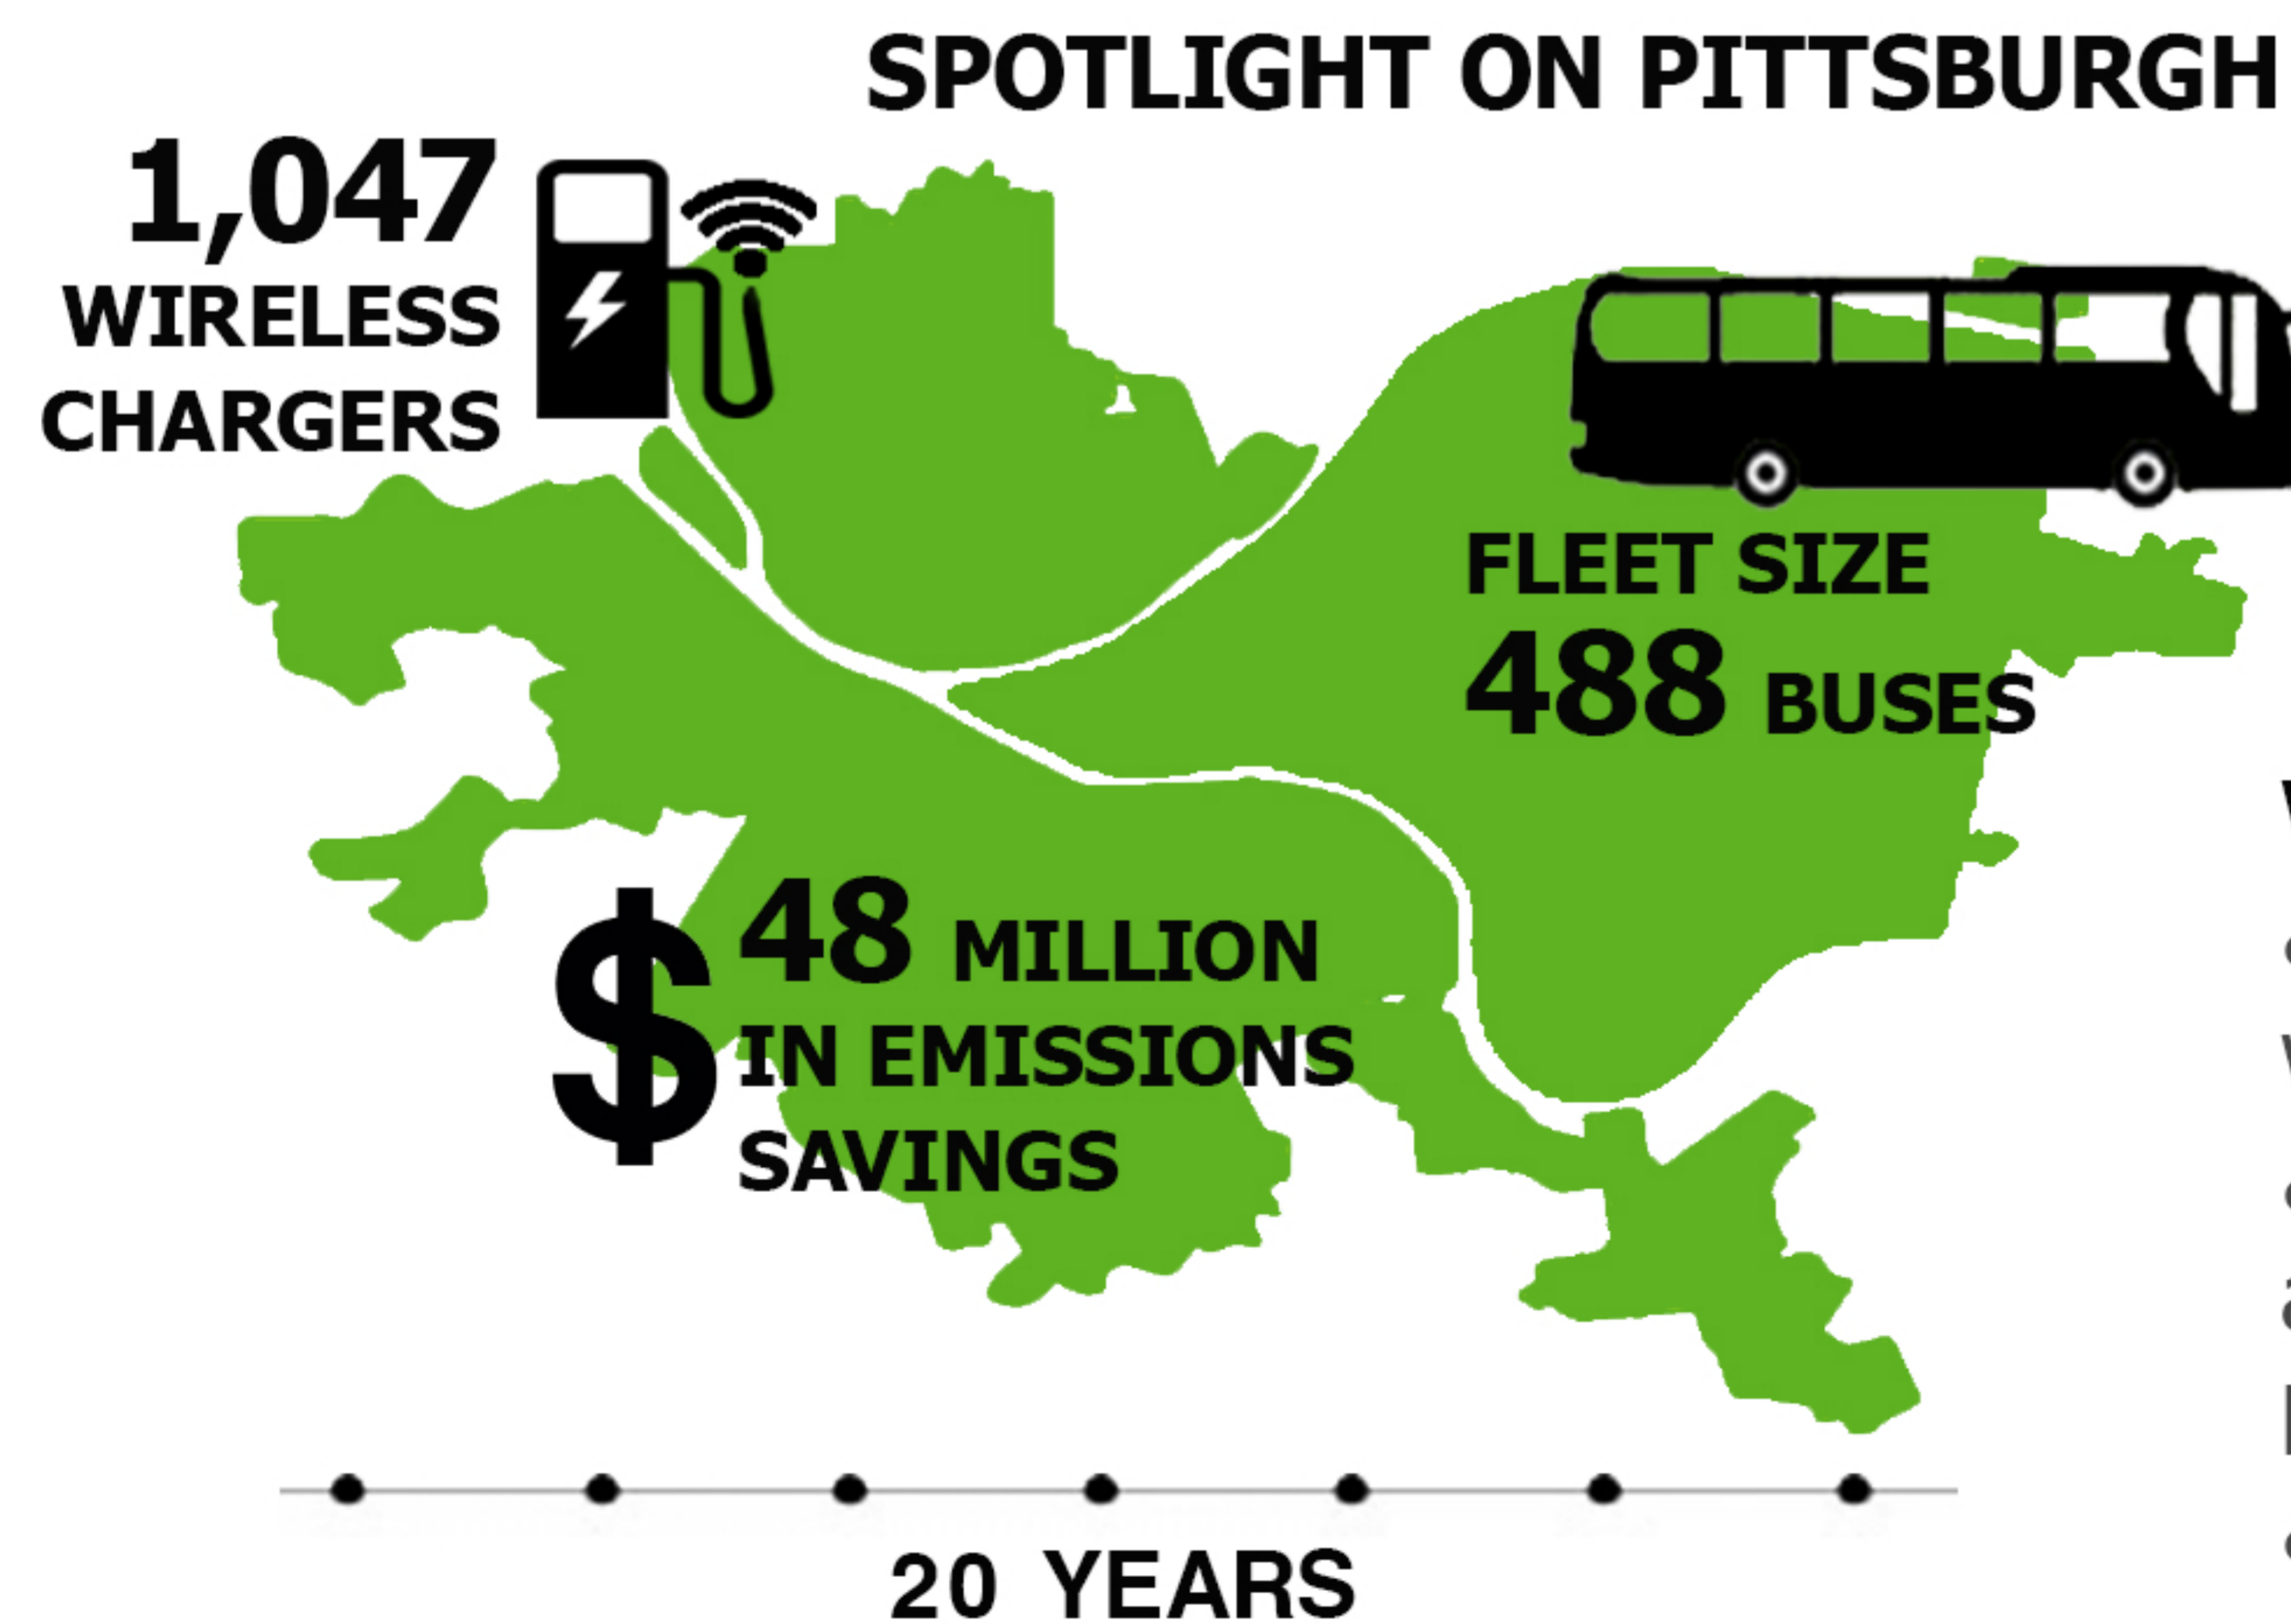 SPOTLIGHT ON PITTSBURGH
1,047
WIRELESS
CHARGERS
FLEET SIZE
488 BUSES
$48 MILLION
IN EMISSIONS
SAVINGS
20 YEARS